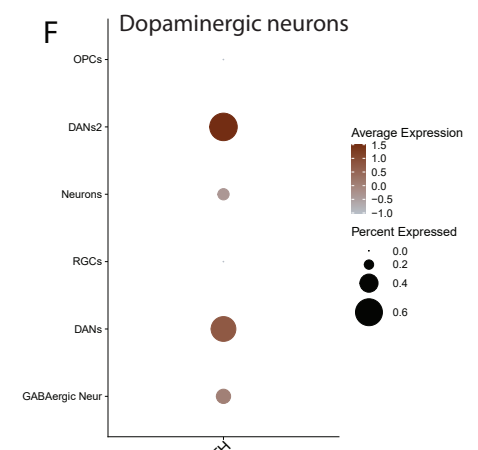 F
Dopaminergic neurons
OPCs
DANs2
Neurons
RGCs
DANs
GABAergic Neur
Average Expression
1.5
1.0
0.5
0.0
−0.5
−1.0
Percent Expressed
0.0
0.2
0.4
0.6